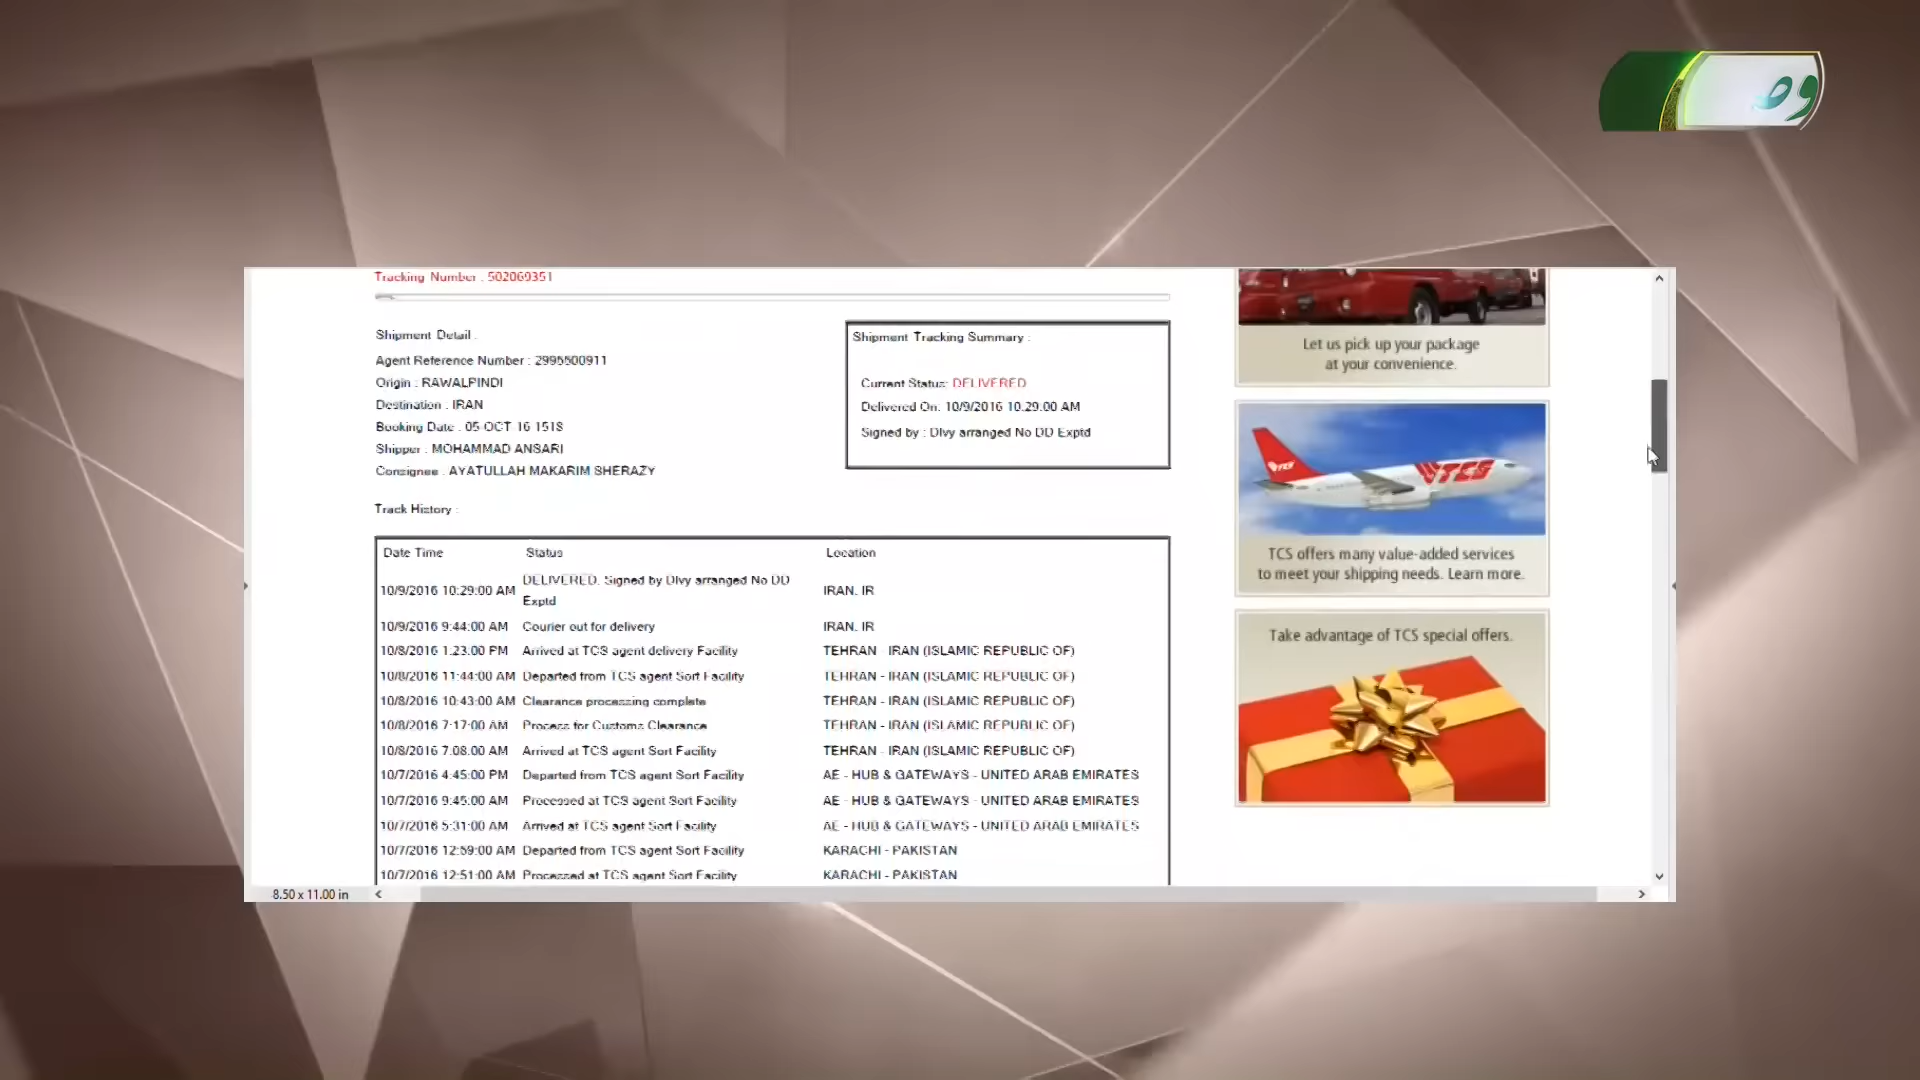 وص
Tracking Number : 502069351
Shipment Detail :
Agent Reference Number : 2996600911
Origin : RAWALPINDI
Destination : IRAN
Booking Date : 05-OCT-16 1518
Shipper : MOHAMMAD ANSARI
Consignee : AYATULLAH MAKARIM SHERAZY
Shipment Tracking Summary :
Current Status: DELIVERED
Delivered On: 10/9/2016 10:29:00 AM
Signed by : Dlvy arranged No DD Exptd
Track History :
Date Time Status Location
10/9/2016 10:29:00 AM DELIVERED. Signed by Dlvy arranged No DD Exptd IRAN, IR
10/9/2016 9:44:00 AM Courier out for delivery IRAN, IR
10/8/2016 1:23:00 PM Arrived at TCS agent delivery Facility TEHRAN - IRAN (ISLAMIC REPUBLIC OF)
10/8/2016 11:44:00 AM Departed from TCS agent Sort Facility TEHRAN - IRAN (ISLAMIC REPUBLIC OF)
10/8/2016 10:43:00 AM Clearance processing complete TEHRAN - IRAN (ISLAMIC REPUBLIC OF)
10/8/2016 7:17:00 AM Process for Customs Clearance TEHRAN - IRAN (ISLAMIC REPUBLIC OF)
10/8/2016 7:08:00 AM Arrived at TCS agent Sort Facility TEHRAN - IRAN (ISLAMIC REPUBLIC OF)
10/7/2016 4:45:00 PM Departed from TCS agent Sort Facility AE - HUB & GATEWAYS - UNITED ARAB EMIRATES
10/7/2016 9:45:00 AM Processed at TCS agent Sort Facility AE - HUB & GATEWAYS - UNITED ARAB EMIRATES
10/7/2016 5:31:00 AM Arrived at TCS agent Sort Facility AE - HUB & GATEWAYS - UNITED ARAB EMIRATES
10/7/2016 12:59:00 AM Departed from TCS agent Sort Facility KARACHI - PAKISTAN
10/7/2016 12:51:00 AM Processed at TCS agent Sort Facility KARACHI - PAKISTAN
Let us pick up your package
at your convenience.
TCS
TCS offers many value-added services
to meet your shipping needs. Learn more.
Take advantage of TCS special offers.
8.50 x 11.00 in